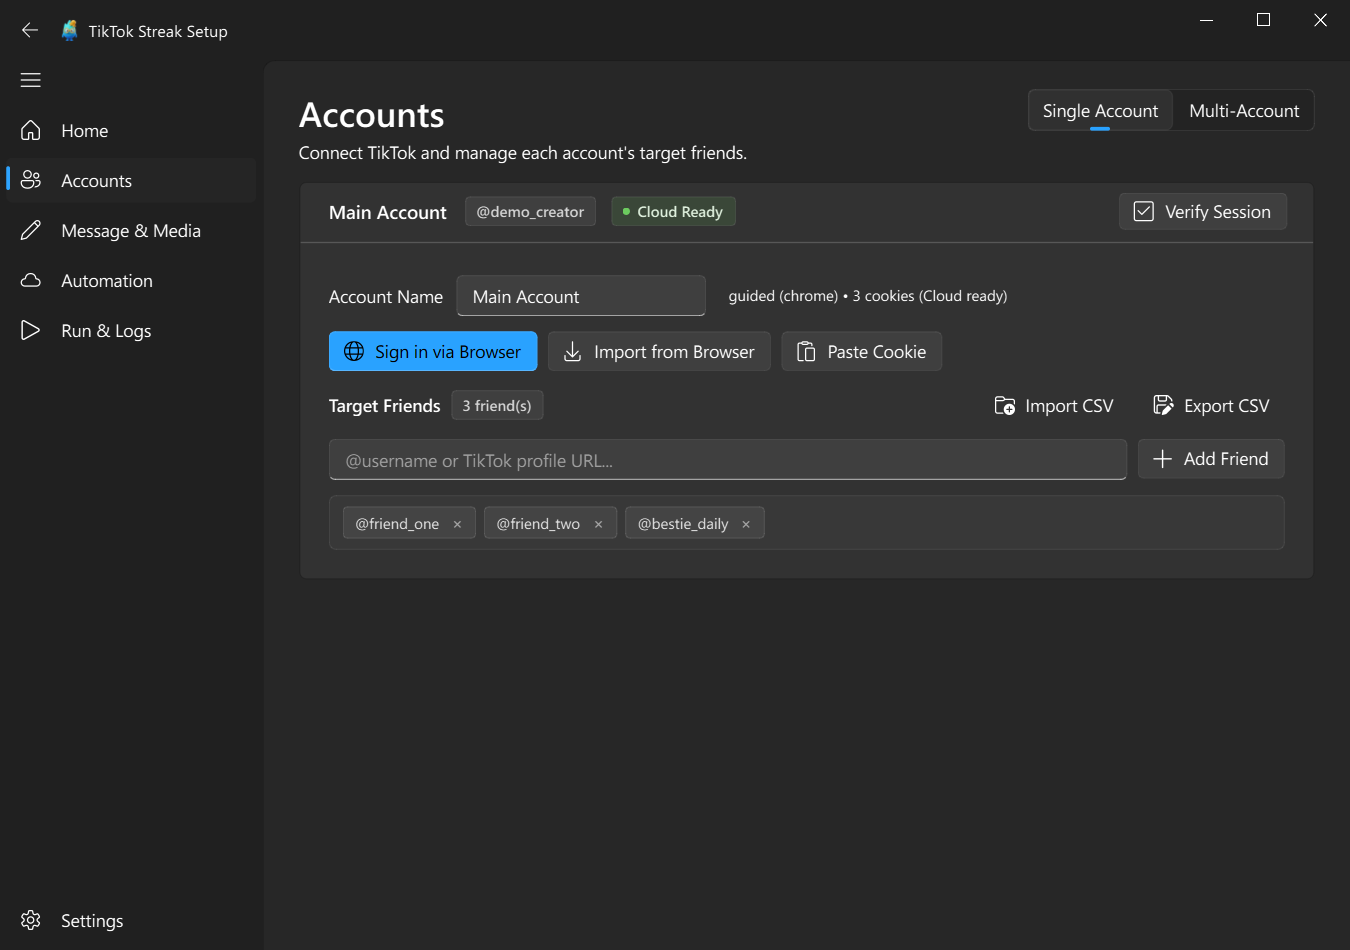 TikTok Streak Setup
Home
Accounts
Message & Media
Automation
Run & Logs
Settings
Accounts
Single Account Multi-Account
Connect TikTok and manage each account's target friends.
Main Account @demo_creator Cloud Ready Verify Session
Account Name Main Account guided (chrome) • 3 cookies (Cloud ready)
Sign in via Browser Import from Browser Paste Cookie
Target Friends 3 friend(s) Import CSV Export CSV
@username or TikTok profile URL... Add Friend
@friend_one × @friend_two × @bestie_daily ×